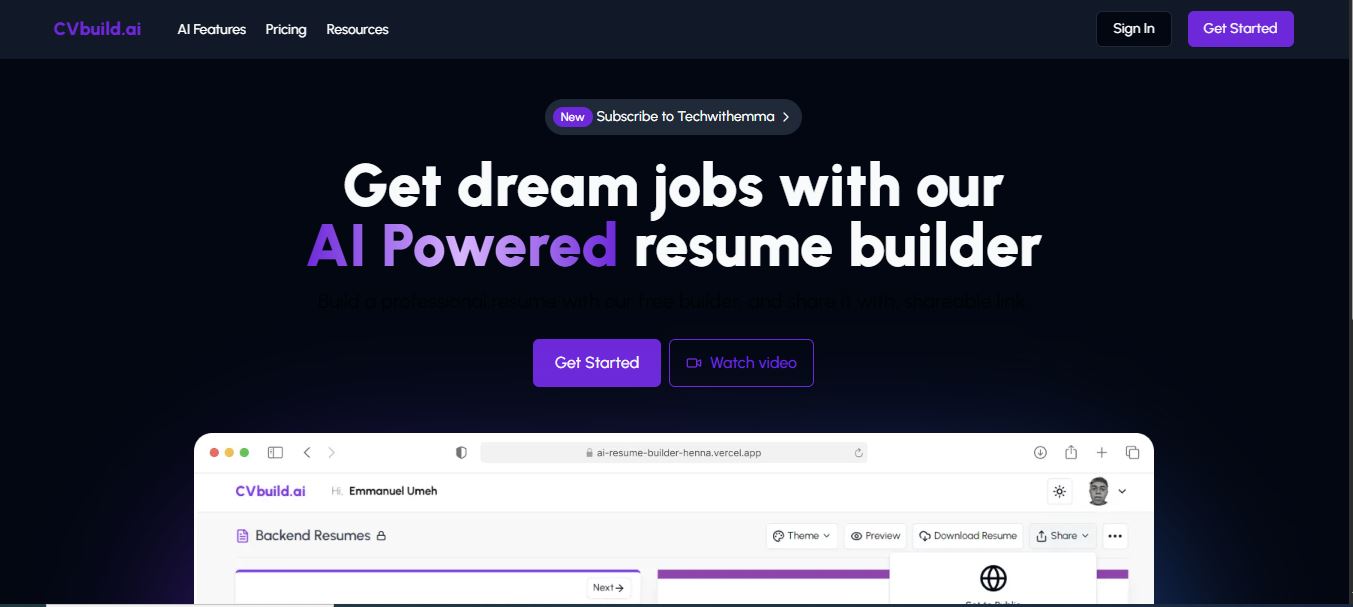 CVbuild.ai AI Features Pricing Resources Sign In Get Started
New Subscribe to Techwithemma
Get dream jobs with our
AI Powered resume builder
Build a professional resume with our free builder, and share it with, shareable link.
Get Started Watch video
ai-resume-builder-henna.vercel.app
CVbuild.ai Hi, Emmanuel Umeh
Backend Resumes Theme Preview Download Resume Share
Next